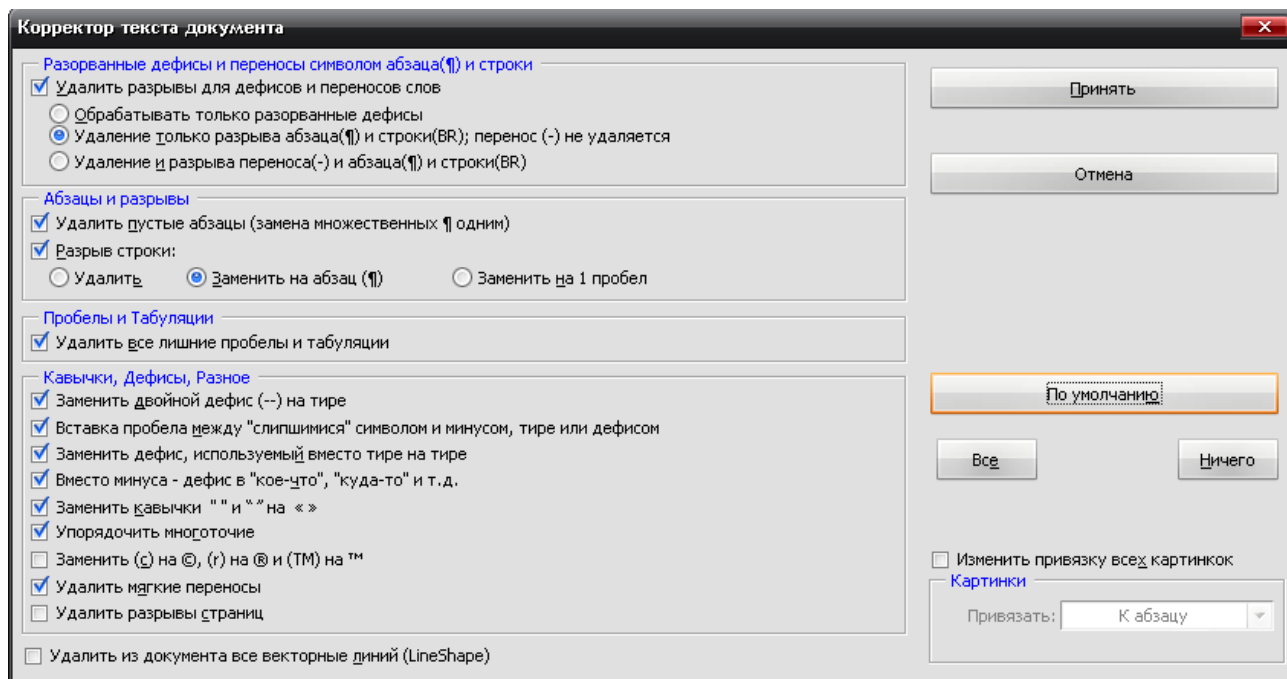 Корректор текста документа
Разорванные дефисы и переносы символом абзаца(¶) и строки
Удалить разрывы для дефисов и переносов слов
Обрабатывать только разорванные дефисы
Удаление только разрыва абзаца(¶) и строки(BR); перенос (-) не удаляется
Удаление и разрыва переноса(-) и абзаца(¶) и строки(BR)
Абзацы и разрывы
Удалить пустые абзацы (замена множественных ¶ одним)
Разрыв строки:
Удалить Заменить на абзац (¶) Заменить на 1 пробел
Пробелы и Табуляции
Удалить все лишние пробелы и табуляции
Кавычки, Дефисы, Разное
Заменить двойной дефис (--) на тире
Вставка пробела между "слипшимися" символом и минусом, тире или дефисом
Заменить дефис, используемый вместо тире на тире
Вместо минуса - дефис в "кое-что", "куда-то" и т.д.
Заменить кавычки " " и “ ” на « »
Упорядочить многоточие
Заменить (c) на ©, (r) на ® и (TM) на ™
Удалить мягкие переносы
Удалить разрывы страниц
Удалить из документа все векторные линий (LineShape)
Принять
Отмена
По умолчанию
Все Ничего
Изменить привязку всех картинкок
Картинки
Привязать: К абзацу